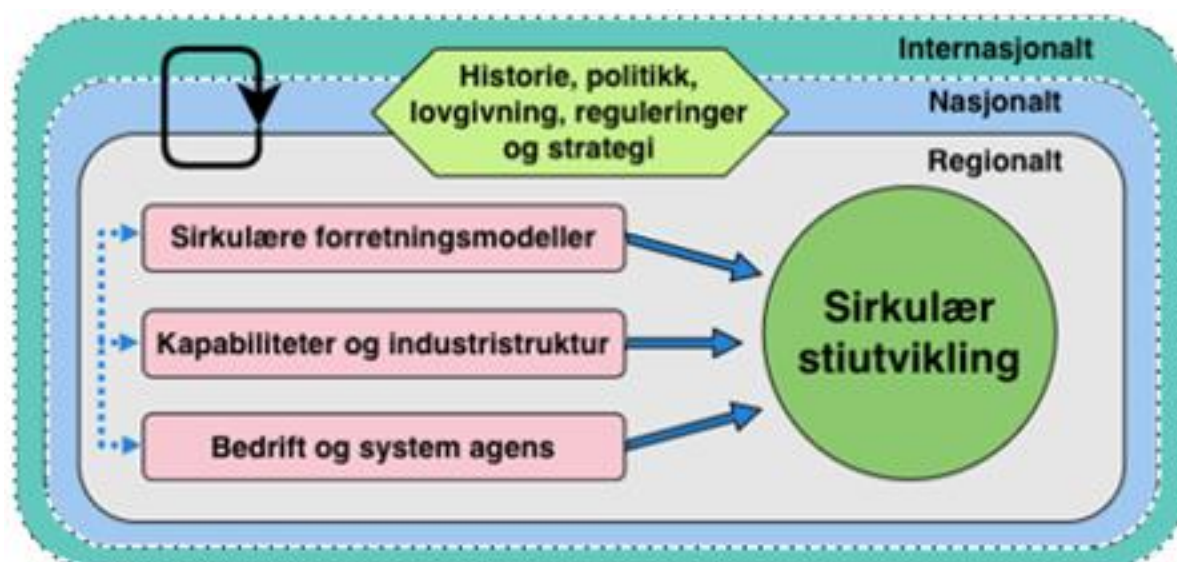 Internasjonalt
Historie, politikk,
lovgivning, reguleringer
og strategi
Nasjonalt
Regionalt
Sirkulære forretningsmodeller
Kapabiliteter og industristruktur
Bedrift og system agens
Sirkulær
stiutvikling